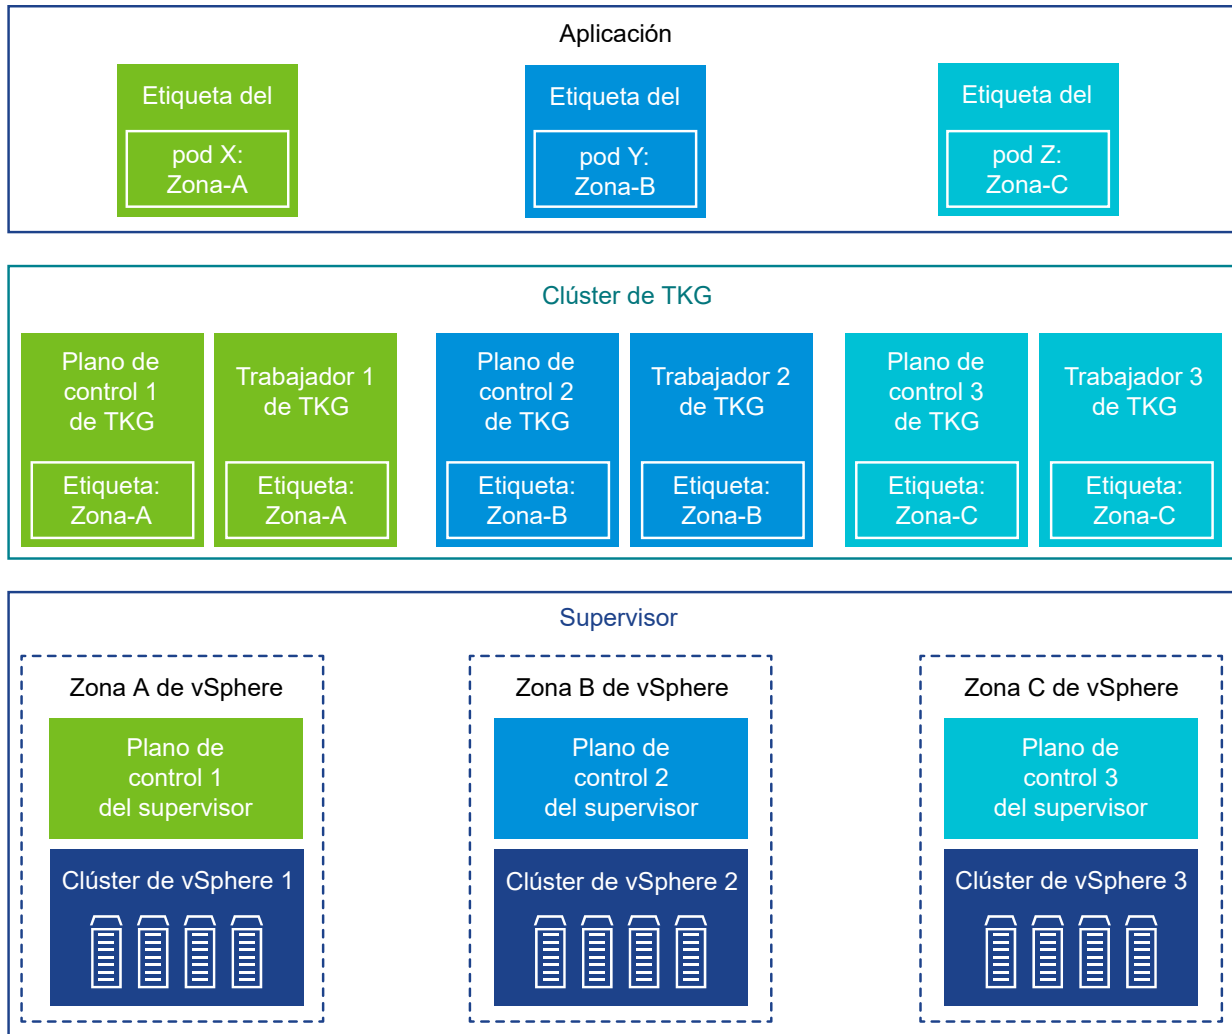 Aplicación
Etiqueta del
pod X:
Zona-A
Etiqueta del
pod Y:
Zona-B
Etiqueta del
pod Z:
Zona-C
Clúster de TKG
Plano de
control 1
de TKG
Etiqueta:
Zona-A
Trabajador 1
de TKG
Etiqueta:
Zona-A
Plano de
control 2
de TKG
Etiqueta:
Zona-B
Trabajador 2
de TKG
Etiqueta:
Zona-B
Plano de
control 3
de TKG
Etiqueta:
Zona-C
Trabajador 3
de TKG
Etiqueta:
Zona-C
Supervisor
Zona A de vSphere
Plano de
control 1
del supervisor
Clúster de vSphere 1
Zona B de vSphere
Plano de
control 2
del supervisor
Clúster de vSphere 2
Zona C de vSphere
Plano de
control 3
del supervisor
Clúster de vSphere 3